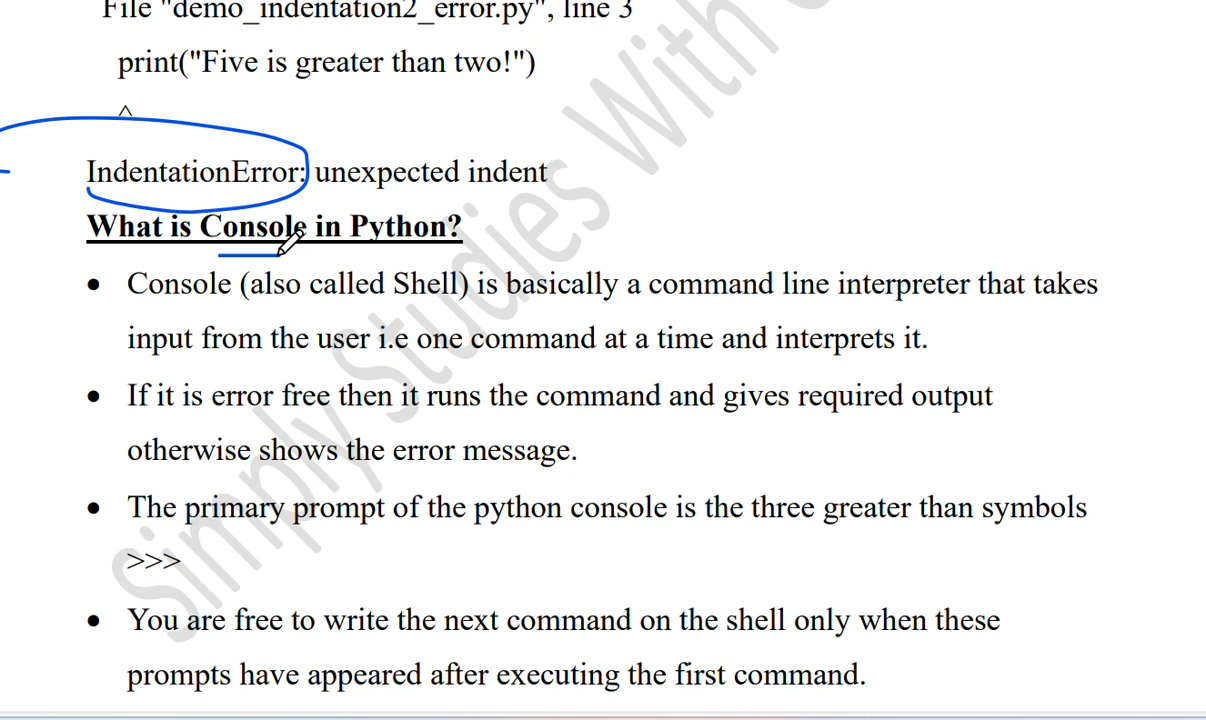 File "demo_indentation2_error.py", line 3
print("Five is greater than two!")
^
IndentationError: unexpected indent
What is Console in Python?
• Console (also called Shell) is basically a command line interpreter that takes
input from the user i.e one command at a time and interprets it.
• If it is error free then it runs the command and gives required output
otherwise shows the error message.
• The primary prompt of the python console is the three greater than symbols
>>>
• You are free to write the next command on the shell only when these
prompts have appeared after executing the first command.
Simply Studies With